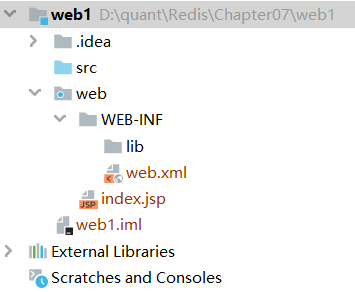 web1 D:\quant\Redis\Chapter07\web1
.idea
src
web
WEB-INF
lib
web.xml
JSP index.jsp
web1.iml
External Libraries
Scratches and Consoles